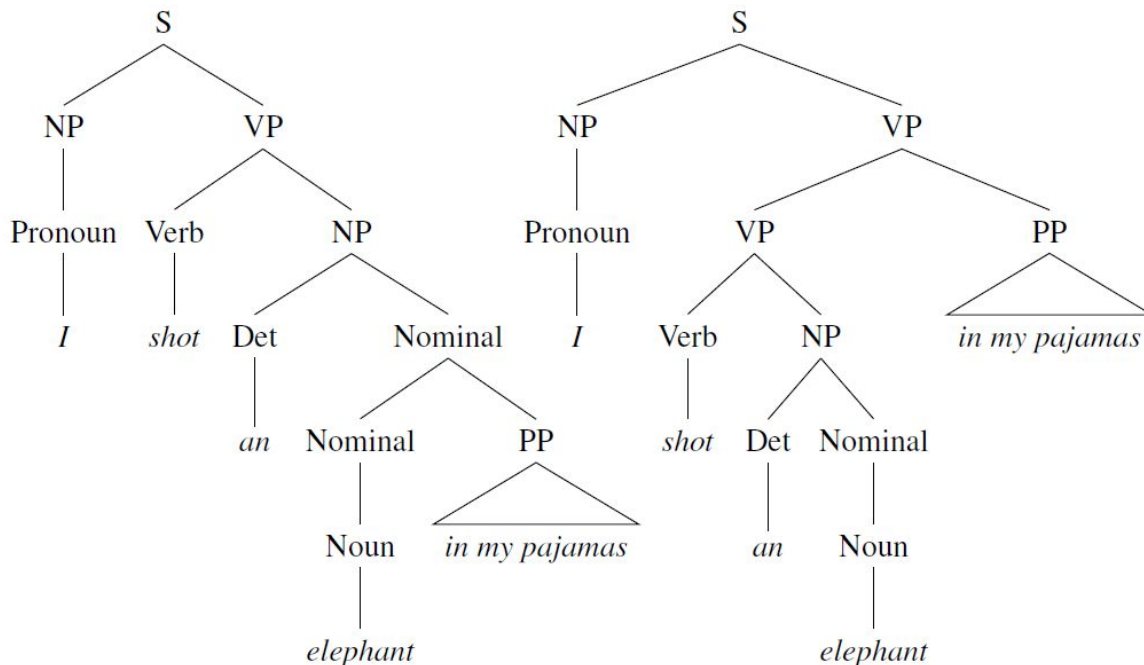 S S
NP VP NP VP
Pronoun Verb NP Pronoun VP PP
I shot Det Nominal I Verb NP in my pajamas
an Nominal PP shot Det Nominal
Noun in my pajamas an Noun
elephant elephant